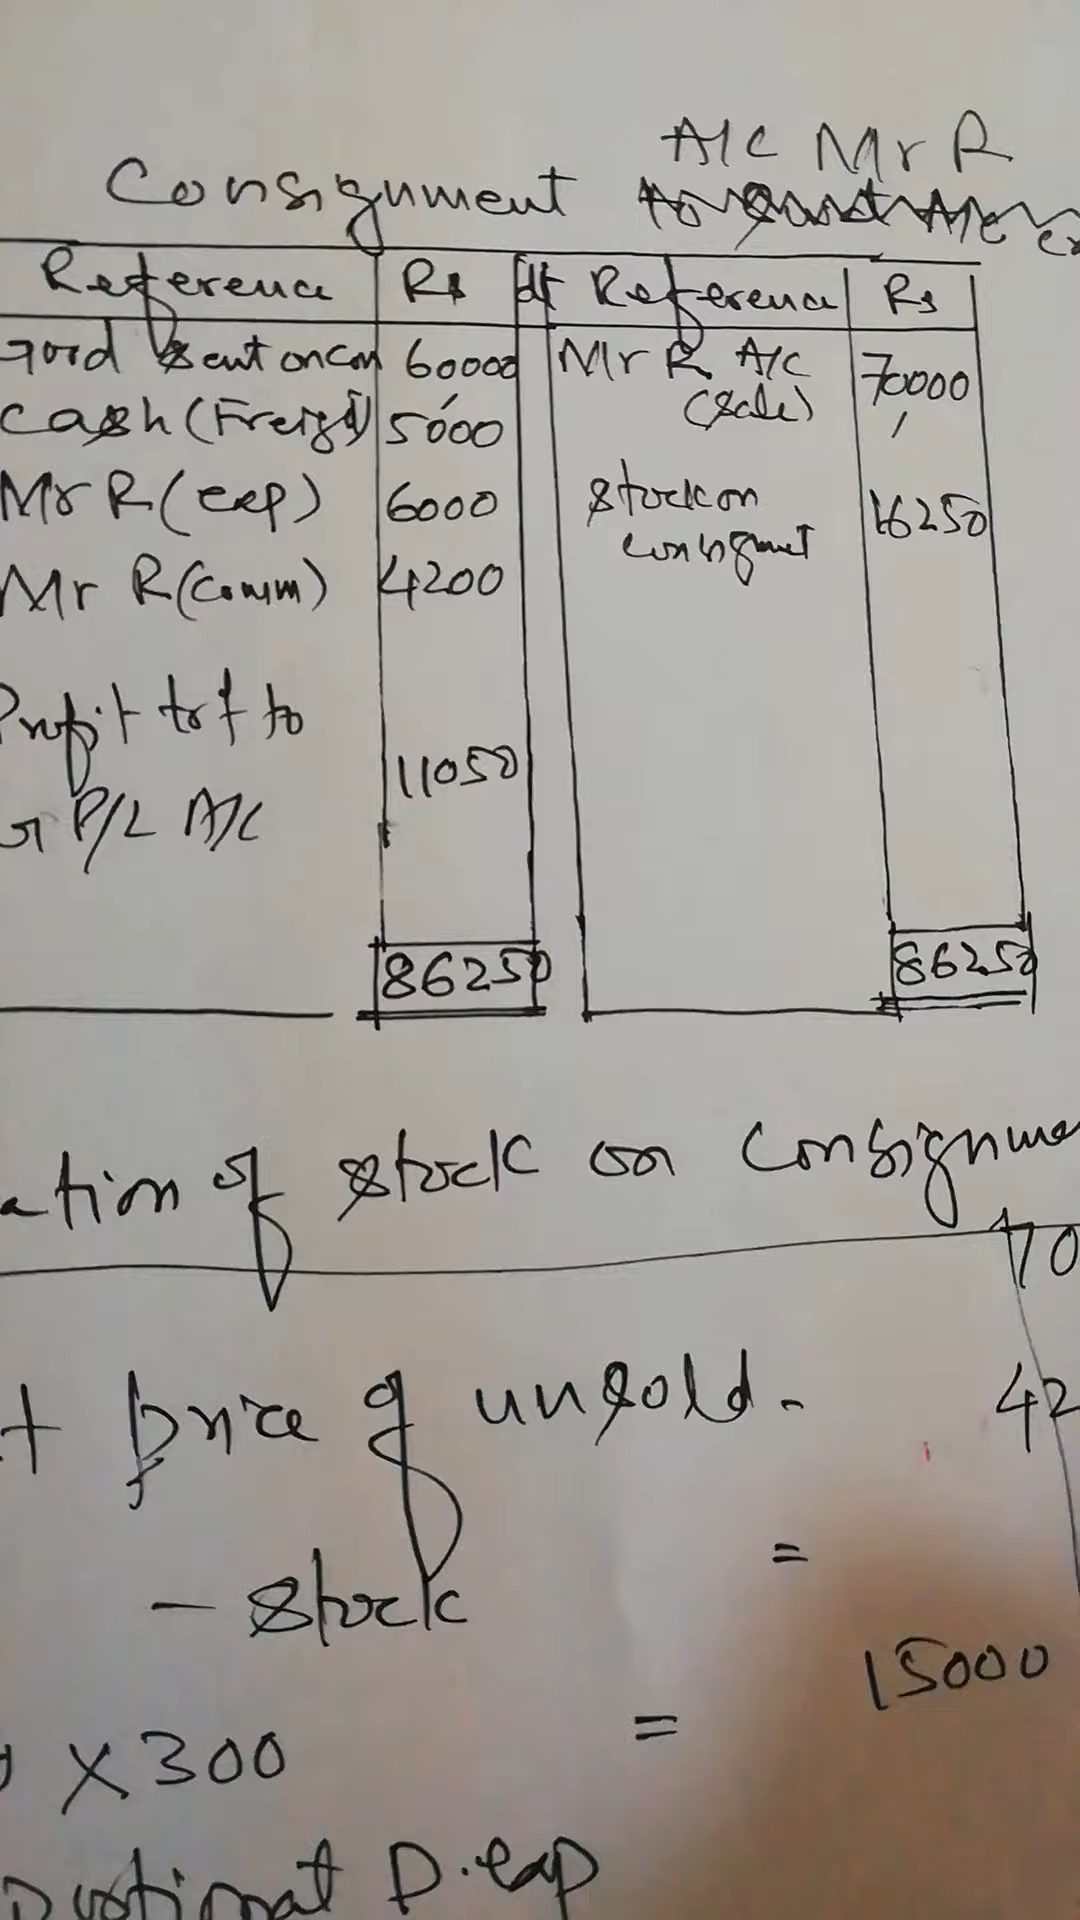 A/C Mr R
Consignment
Reference Rs dt Reference Rs
Good sent on con 60000 Mr R A/C 70000
(sale)
Cash (Freight) 5000
Mr R (exp) 6000 stock on 16250
consignmet
Mr R (Comm) 4200
Profit trf to
P/L A/C 11050
86250 86250
ation of stock on consignme
70
t price of unsold - 42
- stock =
15000
x 300 =
D.exp